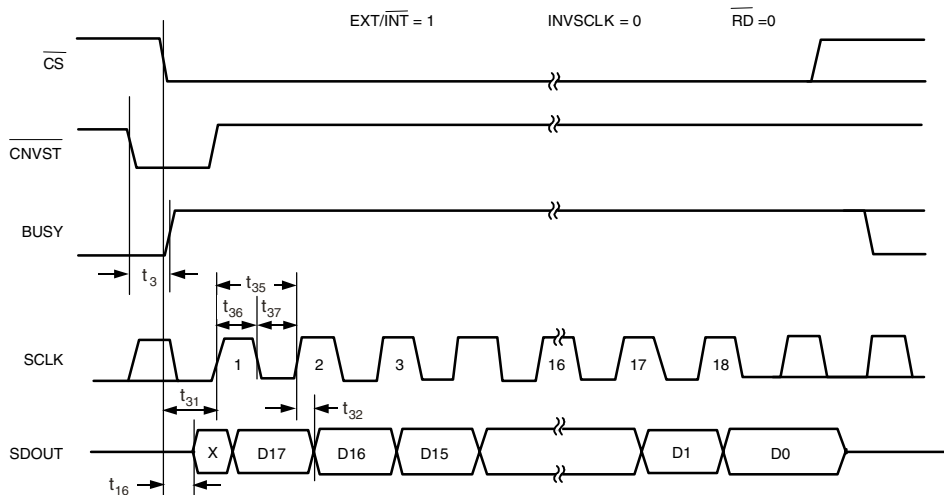 EXT/INT = 1 INVSCLK = 0 RD =0
CS
CNVST
BUSY
t3
t35
t36 t37
SCLK 1 2 3 16 17 18
t31
t32
SDOUT X D17 D16 D15 D1 D0
t16